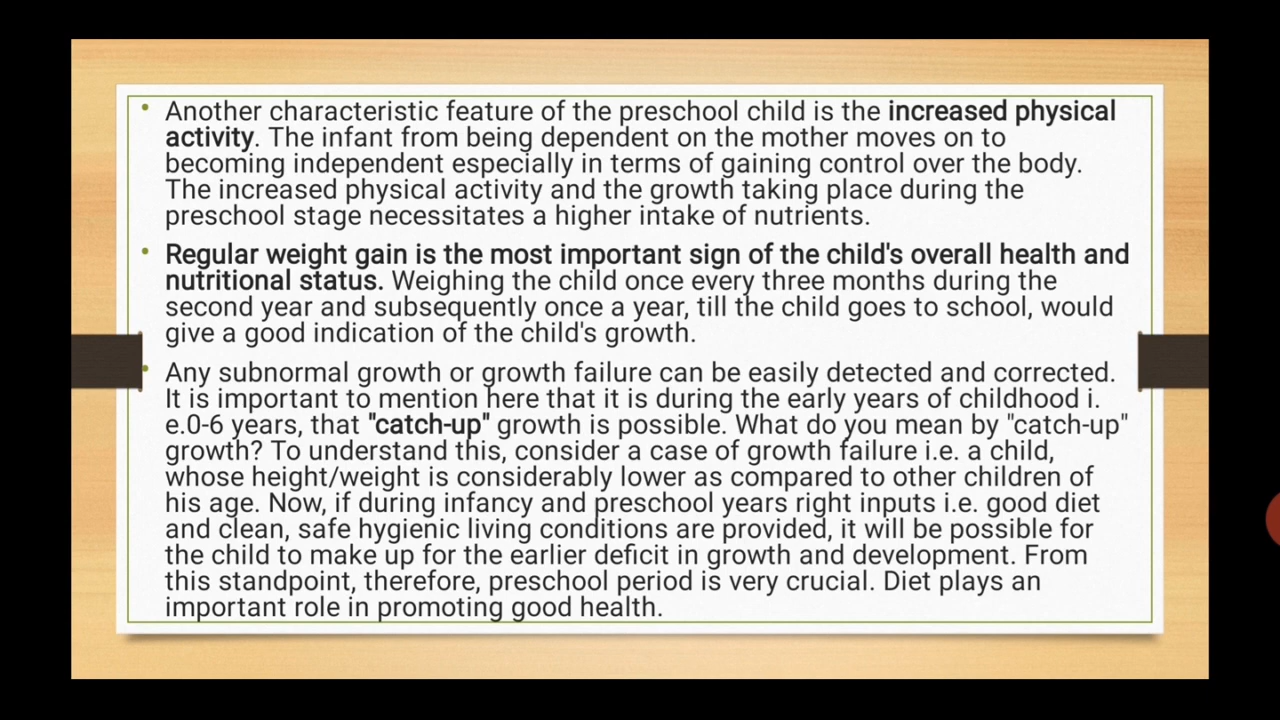 • Another characteristic feature of the preschool child is the increased physical
activity. The infant from being dependent on the mother moves on to
becoming independent especially in terms of gaining control over the body.
The increased physical activity and the growth taking place during the
preschool stage necessitates a higher intake of nutrients.
• Regular weight gain is the most important sign of the child's overall health and
nutritional status. Weighing the child once every three months during the
second year and subsequently once a year, till the child goes to school, would
give a good indication of the child's growth.
• Any subnormal growth or growth failure can be easily detected and corrected.
It is important to mention here that it is during the early years of childhood i.
e.0-6 years, that "catch-up" growth is possible. What do you mean by "catch-up"
growth? To understand this, consider a case of growth failure i.e. a child,
whose height/weight is considerably lower as compared to other children of
his age. Now, if during infancy and preschool years right inputs i.e. good diet
and clean, safe hygienic living conditions are provided, it will be possible for
the child to make up for the earlier deficit in growth and development. From
this standpoint, therefore, preschool period is very crucial. Diet plays an
important role in promoting good health.